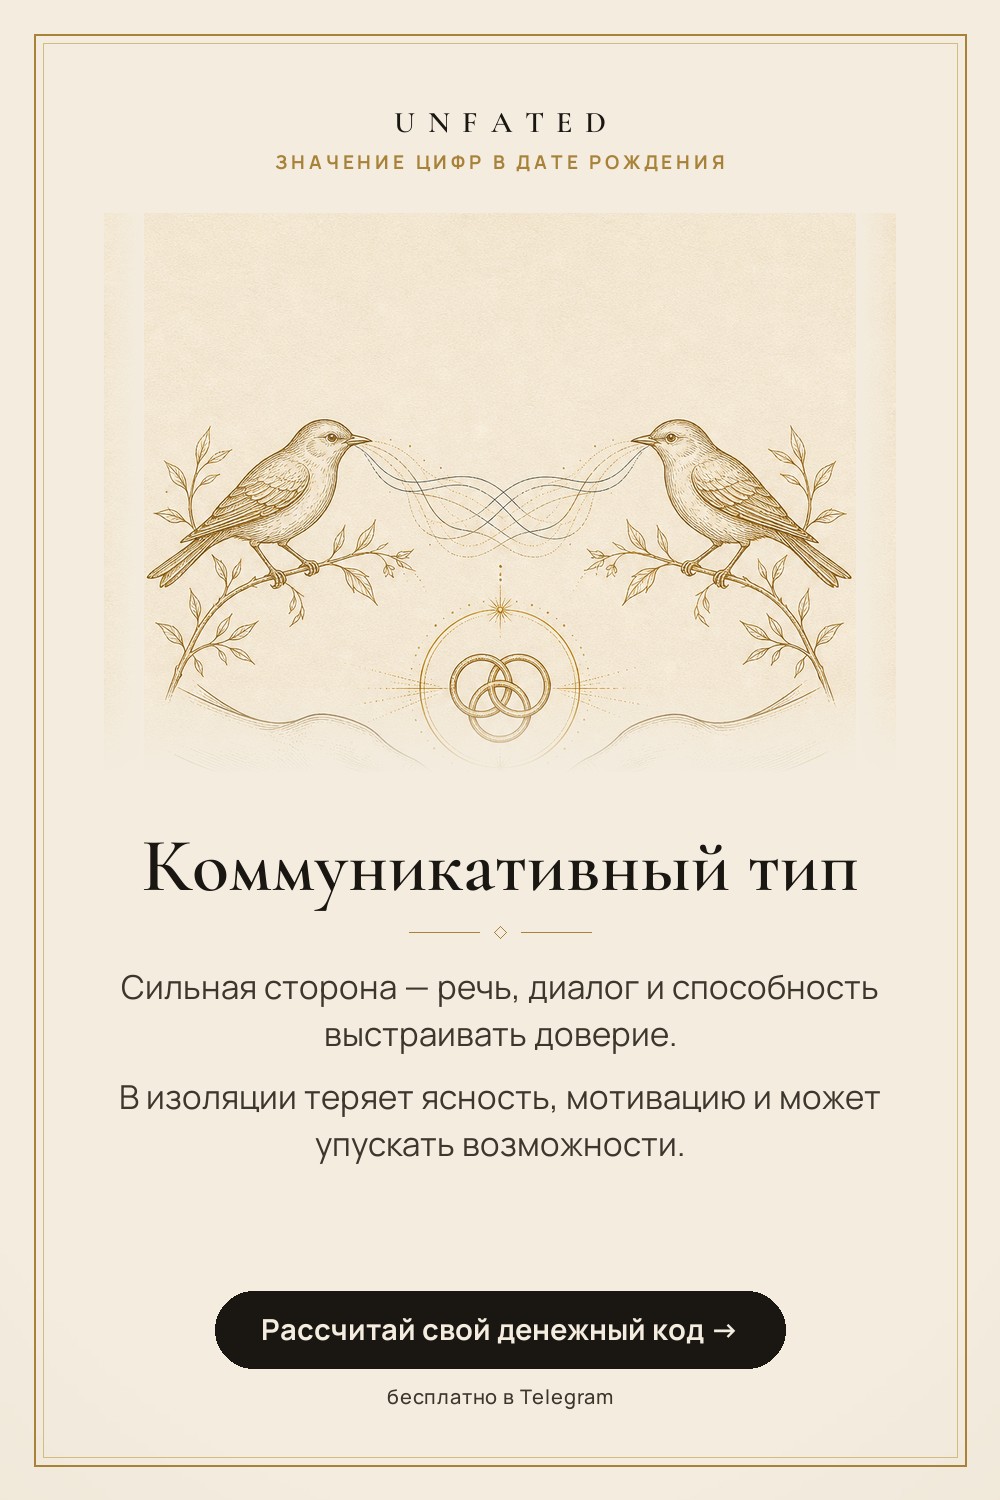 UNFATED
ЗНАЧЕНИЕ ЦИФР В ДАТЕ РОЖДЕНИЯ
Коммуникативный тип
Сильная сторона — речь, диалог и способность
выстраивать доверие.
В изоляции теряет ясность, мотивацию и может
упускать возможности.
Рассчитай свой денежный код →
бесплатно в Telegram